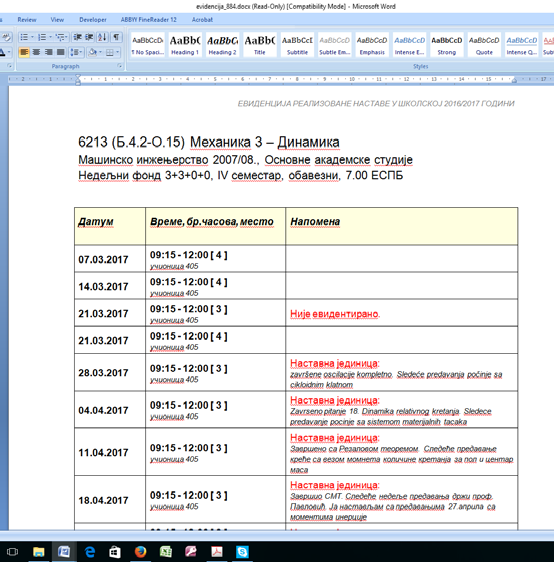 evidencija_884.docx (Read-Only) [Compatibility Mode] - Microsoft Word
Review View Developer ABBYY FineReader 12 Acrobat
AaBbCcDc AaBbC AaBbCc AaBbC AaBbCc AaBbCcD AaBbCcD AaBbCcD AaBbCcD AaBbCcD AaBbCcD
¶ No Spaci... Heading 1 Heading 2 Title Subtitle Subtle Em... Emphasis Intense E... Strong Quote Intense Q...
Paragraph Styles
ЕВИДЕНЦИЈА РЕАЛИЗОВАНЕ НАСТАВЕ У ШКОЛСКОЈ 2016/2017 ГОДИНИ
6213 (Б.4.2-О.15) Механика 3 – Динамика
Машинско инжењерство 2007/08., Основне академске студије
Недељни фонд 3+3+0+0, IV семестар, обавезни, 7.00 ЕСПБ
Датум Време, бр.часова, место Напомена
07.03.2017 09:15 - 12:00 [ 4 ]
учионица 405
14.03.2017 09:15 - 12:00 [ 4 ]
учионица 405
21.03.2017 09:15 - 12:00 [ 3 ] Није евидентирано.
учионица 405
21.03.2017 09:15 - 12:00 [ 4 ]
учионица 405
28.03.2017 09:15 - 12:00 [ 3 ]
учионица 405
Наставна јединица:
završene oscilacije kompletno. Sledeće predavanja počinje sa
cikloidnim klatnom
04.04.2017 09:15 - 12:00 [ 3 ]
учионица 405
Наставна јединица:
Zavrseno pitanje 18. Dinamika relativnog kretanja. Sledece
predavanje pocinje sa sistemom materijalnih tacaka
11.04.2017 09:15 - 12:00 [ 3 ]
учионица 405
Наставна јединица:
Завршено са Резаловом теоремом. Следеће предавање
креће са везом момнета количине кретања за пол и центар
маса
18.04.2017 09:15 - 12:00 [ 3 ]
учионица 405
Наставна јединица:
Завршио СМТ. Следеће недеље предавања држи проф.
Павловић. Ја настављам са предавањима 27.априла са
моментима инерције